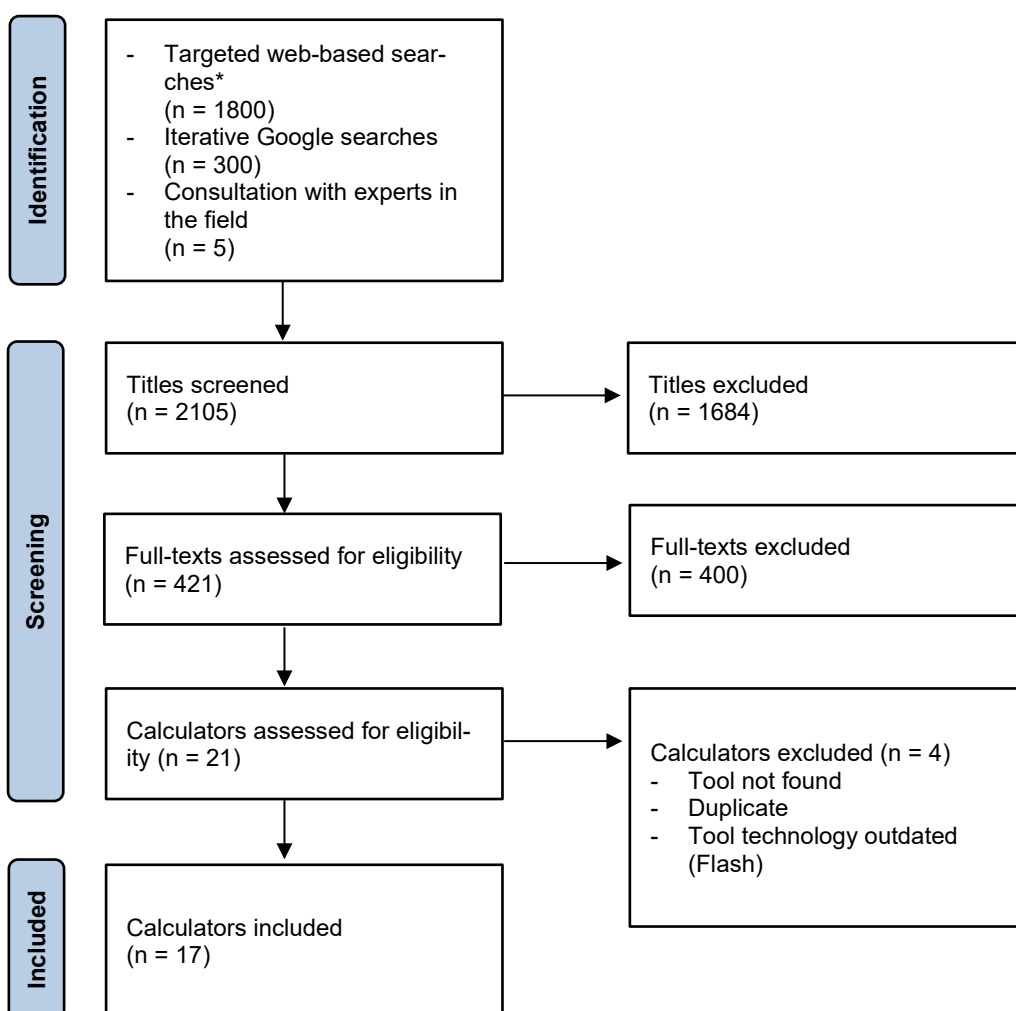 Identification
- Targeted web-based sear-
ches*
(n = 1800)
- Iterative Google searches
(n = 300)
- Consultation with experts in
the field
(n = 5)
Screening
Titles screened
(n = 2105)
Titles excluded
(n = 1684)
Full-texts assessed for eligibility
(n = 421)
Full-texts excluded
(n = 400)
Calculators assessed for eligibil-
ity (n = 21)
Calculators excluded (n = 4)
- Tool not found
- Duplicate
- Tool technology outdated
(Flash)
Included
Calculators included
(n = 17)